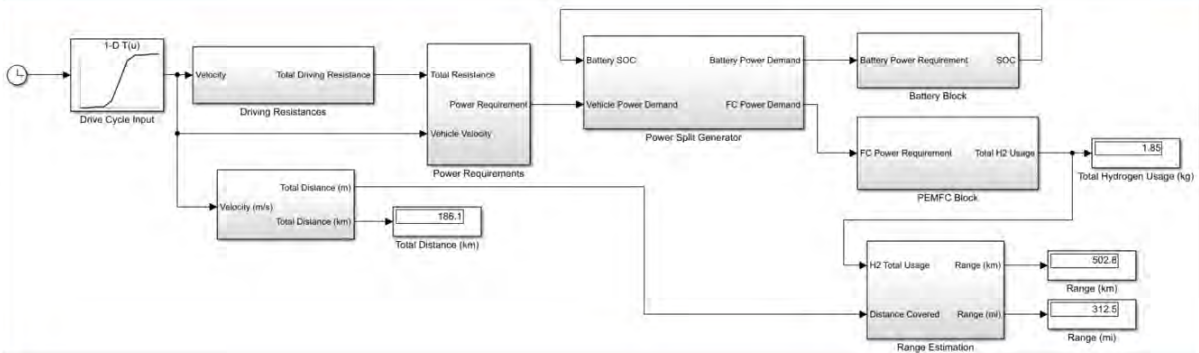 1-D T(u)
Drive Cycle Input
Velocity
Total Driving Resistance
Driving Resistances
Total Resistance
Power Requirement
Vehicle Velocity
Power Requirements
Battery SOC
Battery Power Demand
Vehicle Power Demand
FC Power Demand
Power Split Generator
Battery Power Requirement
SOC
Battery Block
FC Power Requirement
Total H2 Usage
PEMFC Block
1.85
Total Hydrogen Usage (kg)
Total Distance (m)
Velocity (m/s)
Total Distance (km)
186.1
Total Distance (km)
H2 Total Usage
Range (km)
Distance Covered
Range (mi)
Range Estimation
502.8
Range (km)
312.5
Range (mi)